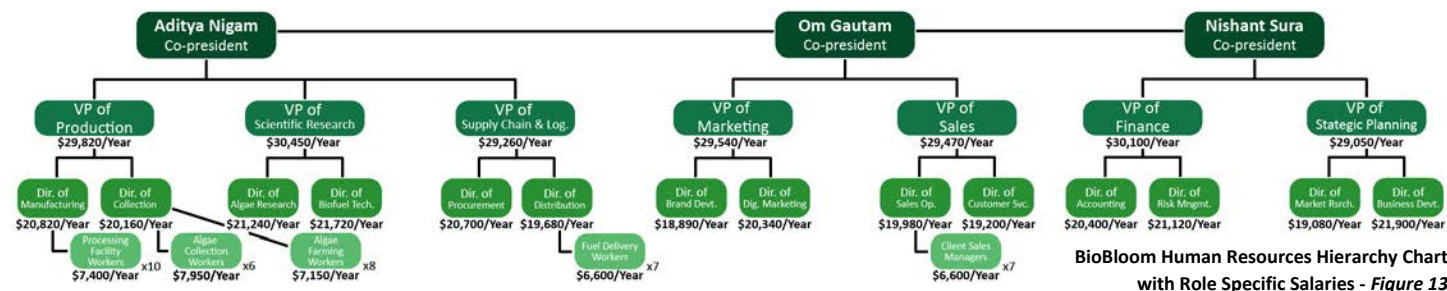 Aditya Nigam
Co-president
Om Gautam
Co-president
Nishant Sura
Co-president
VP of
Production
$29,820/Year
VP of
Scientific Research
$30,450/Year
VP of
Supply Chain & Log.
$29,260/Year
VP of
Marketing
$29,540/Year
VP of
Sales
$29,470/Year
VP of
Finance
$30,100/Year
VP of
Stategic Planning
$29,050/Year
Dir. of
Manufacturing
$20,820/Year
Dir. of
Collection
$20,160/Year
Dir. of
Algae Research
$21,240/Year
Dir. of
Biofuel Tech.
$21,720/Year
Dir. of
Procurement
$20,700/Year
Dir. of
Distribution
$19,680/Year
Dir. of
Brand Devt.
$18,890/Year
Dir. of
Dig. Marketing
$20,340/Year
Dir. of
Sales Op.
$19,980/Year
Dir. of
Customer Svc.
$19,200/Year
Dir. of
Accounting
$20,400/Year
Dir. of
Risk Mngmt.
$21,120/Year
Dir. of
Market Rsrch.
$19,080/Year
Dir. of
Business Devt.
$21,900/Year
Processing
Facility
Workers
x10
$7,400/Year
Algae
Collection
Workers
x6
$7,950/Year
Algae
Farming
Workers
x8
$7,150/Year
Fuel Delivery
Workers
x7
$6,600/Year
Client Sales
Managers
x7
$6,600/Year
BioBloom Human Resources Hierarchy Chart
with Role Specific Salaries - Figure 13